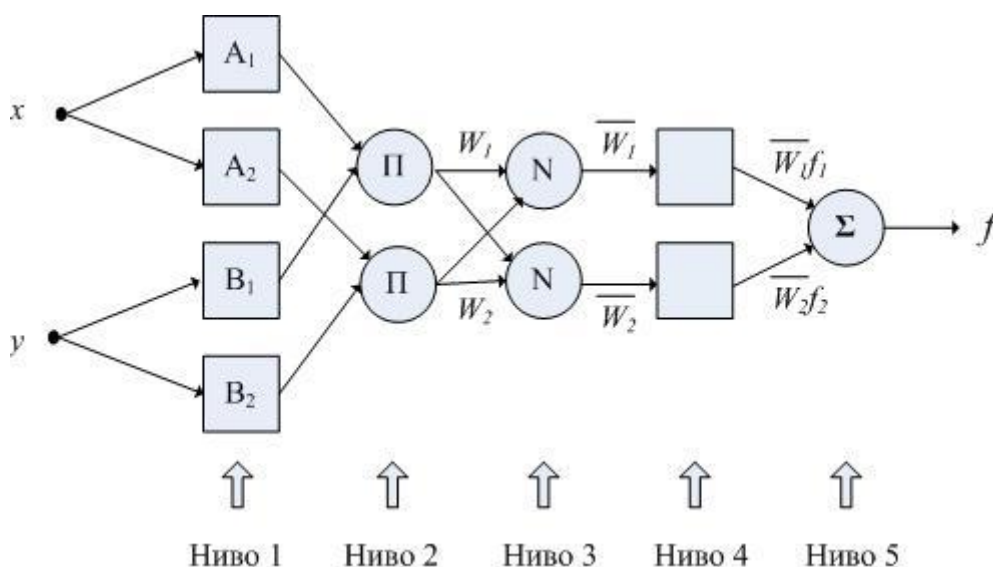 x
y
A₁
A₂
B₁
B₂
Π
Π
W₁
W₂
N
N
W̅₁
W̅₂
W̅₁f₁
W̅₂f₂
Σ
f
Ниво 1 Ниво 2 Ниво 3 Ниво 4 Ниво 5